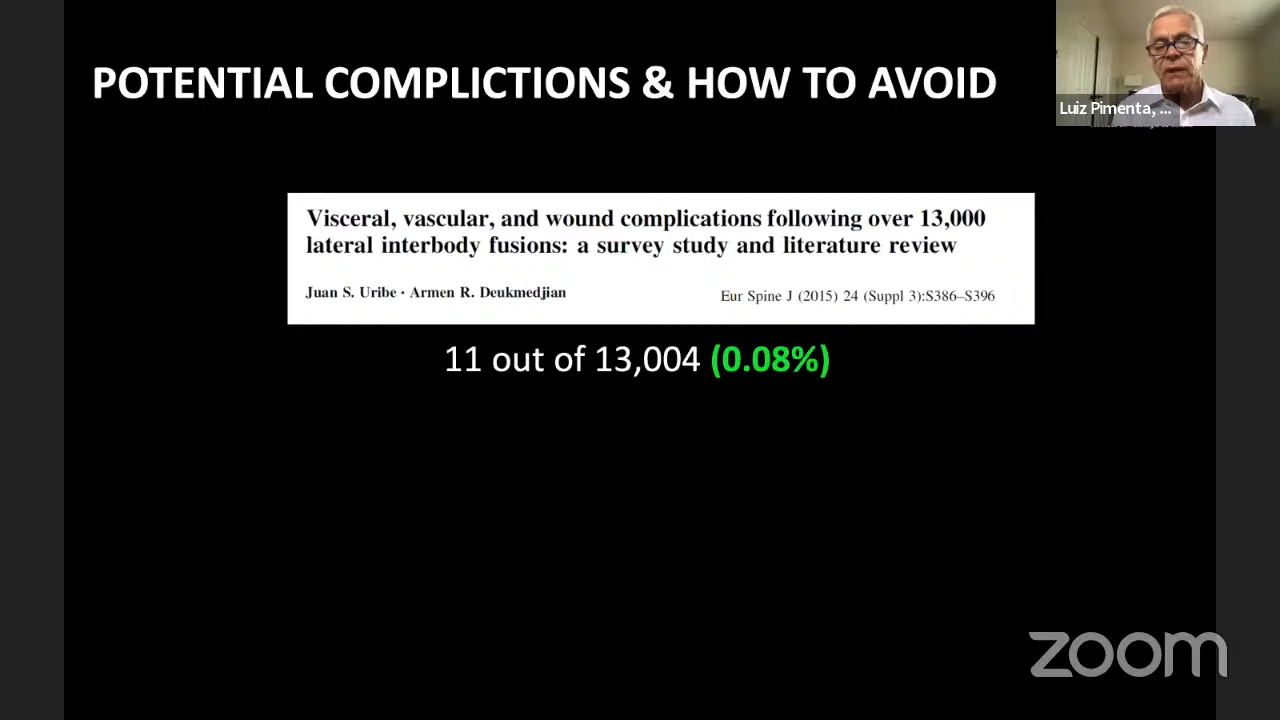 POTENTIAL COMPLICTIONS & HOW TO AVOID
Luiz Pimenta, ...
Visceral, vascular, and wound complications following over 13,000
lateral interbody fusions: a survey study and literature review
Juan S. Uribe · Armen R. Deukmedjian
Eur Spine J (2015) 24 (Suppl 3):S386–S396
11 out of 13,004 (0.08%)
zoom